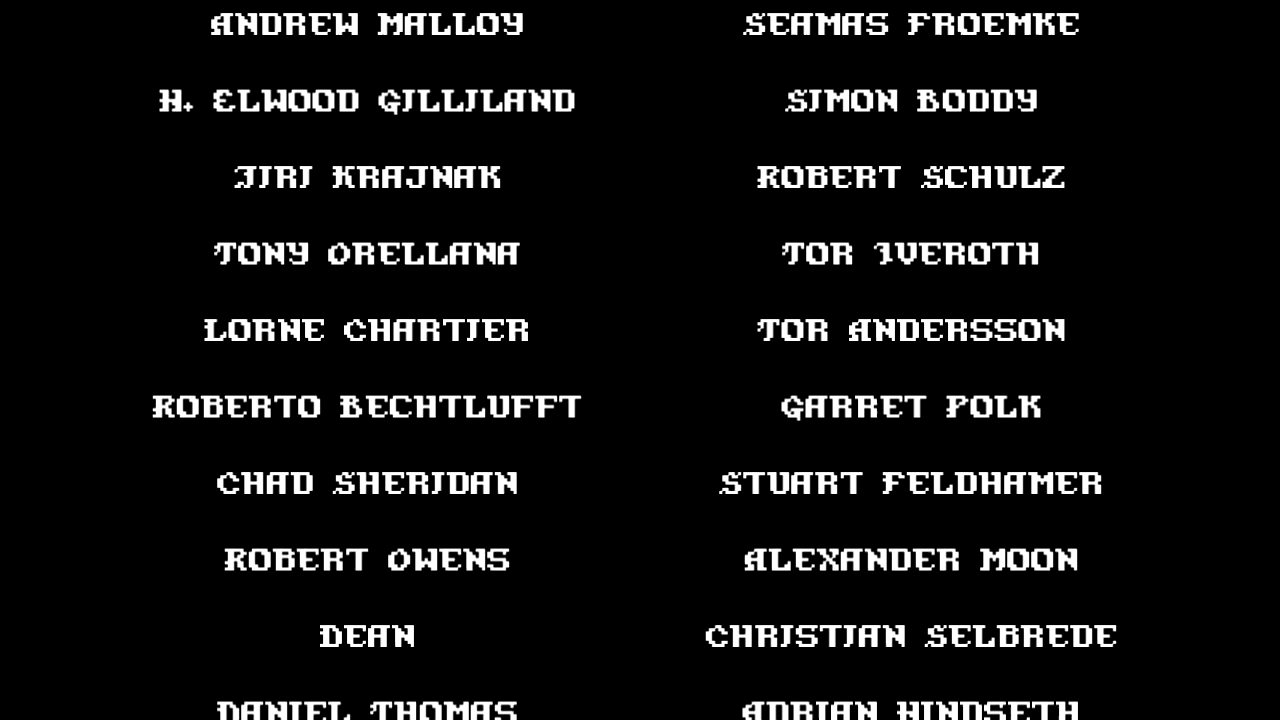 ANDREW MALLOY SEAMAS FROEMKE
H. ELWOOD GILLILAND SIMON BODDY
JIRI KRAJNAK ROBERT SCHULZ
TONY ORELLANA TOR IVEROTH
LORNE CHARTIER TOR ANDERSSON
ROBERTO BECHTLUFFT GARRET POLK
CHAD SHERIDAN STUART FELDHAMER
ROBERT OWENS ALEXANDER MOON
DEAN CHRISTIAN SELBREDE
DANIEL THOMAS ADRIAN HINDSETH